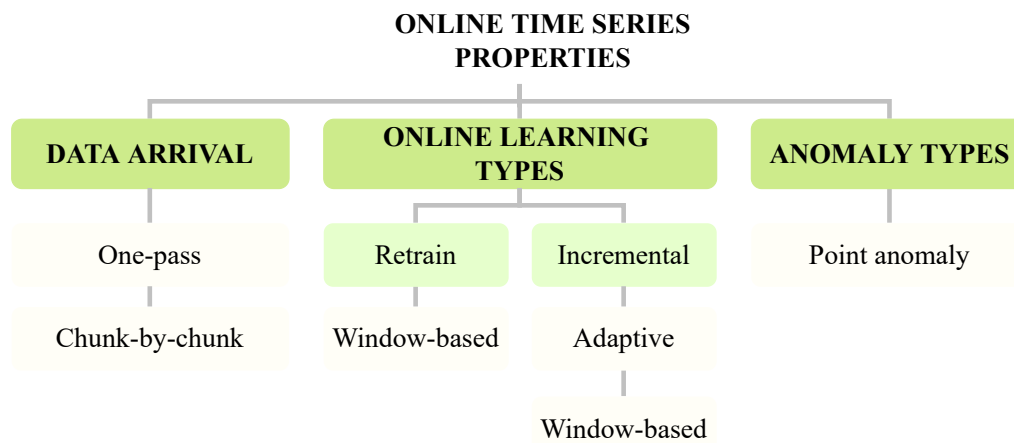 ONLINE TIME SERIES
PROPERTIES
DATA ARRIVAL
One-pass
Chunk-by-chunk
ONLINE LEARNING
TYPES
Retrain
Window-based
Incremental
Adaptive
Window-based
ANOMALY TYPES
Point anomaly